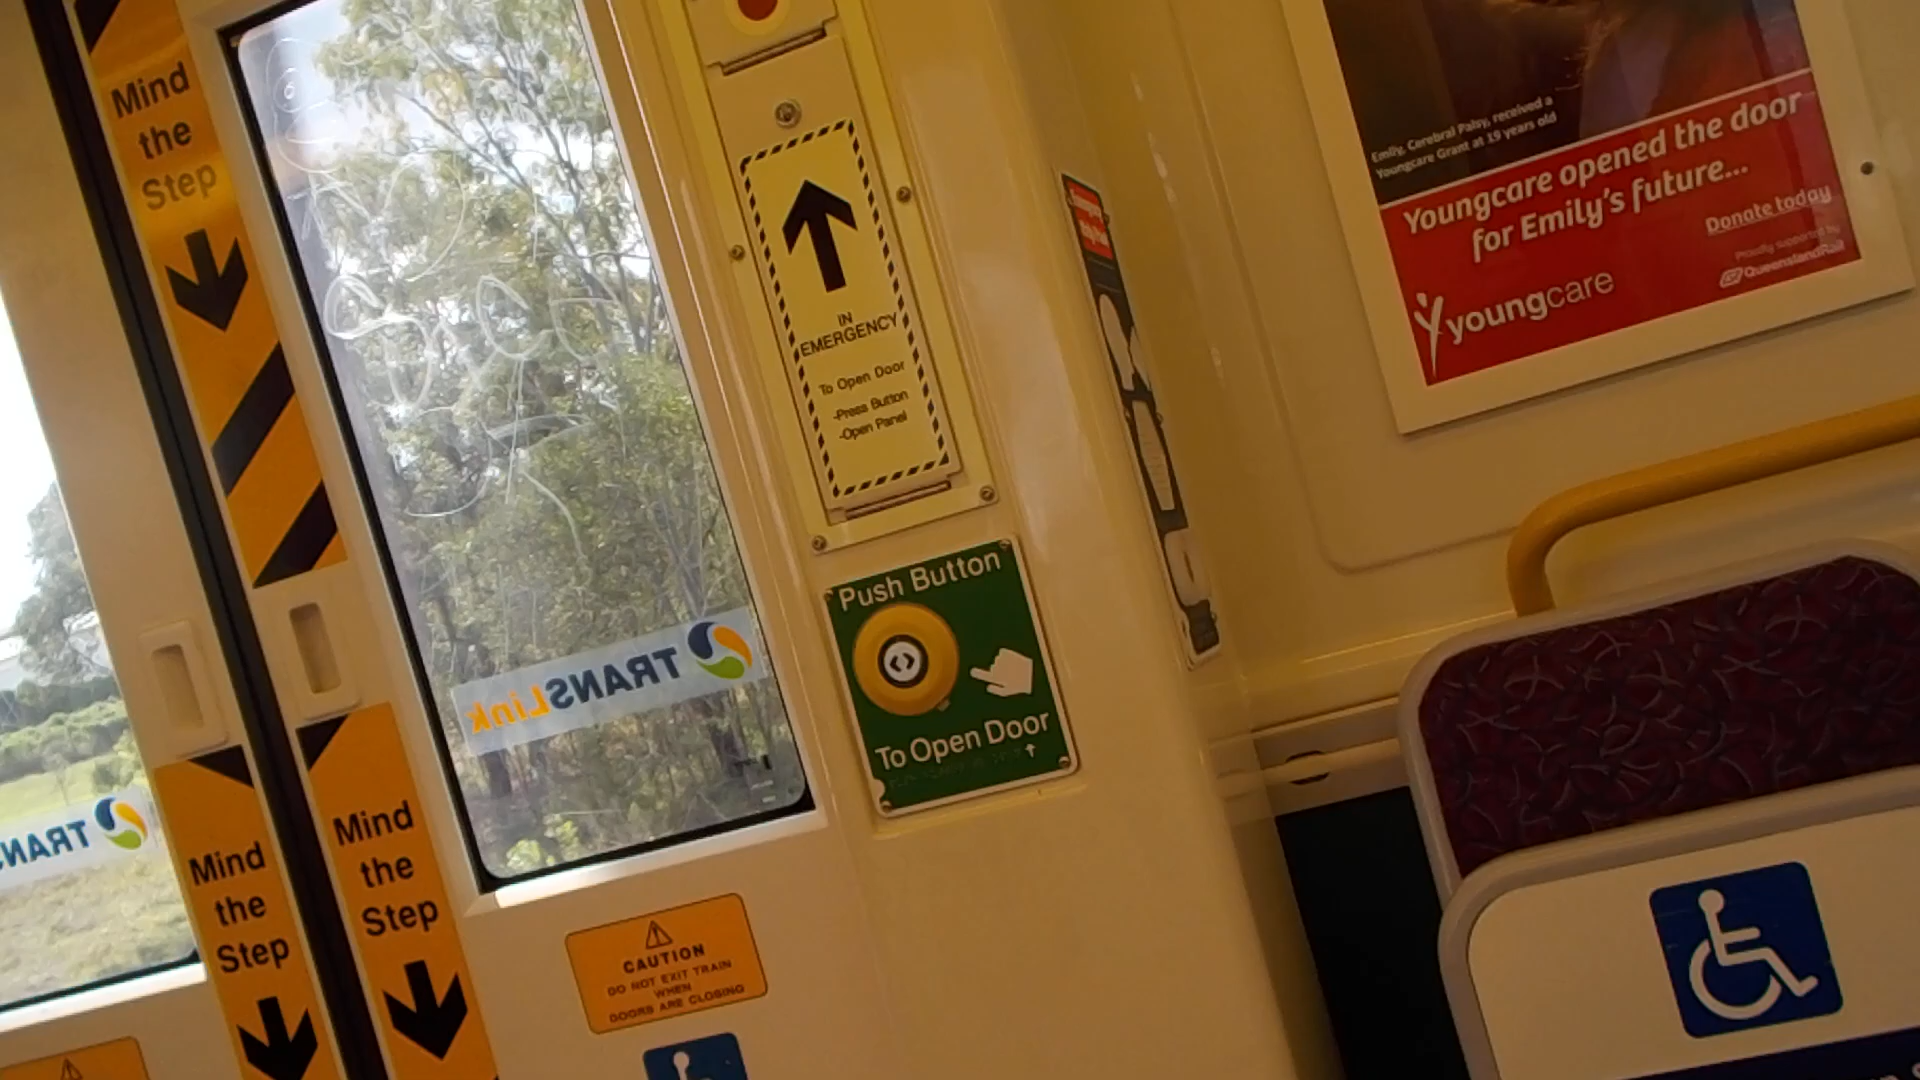 Mind
the
Step
IN
EMERGENCY
To Open Door
-Press Button
-Open Panel
Push Button
To Open Door
TRANSLink
TRANS
Mind
the
Step
Mind
the
Step
CAUTION
DO NOT EXIT TRAIN
WHEN
DOORS ARE CLOSING
Emily, Cerebral Palsy, received a
Youngcare Grant at 19 years old
Youngcare opened the door
for Emily's future...
Donate today
Proudly supported by
QueenslandRail
youngcare